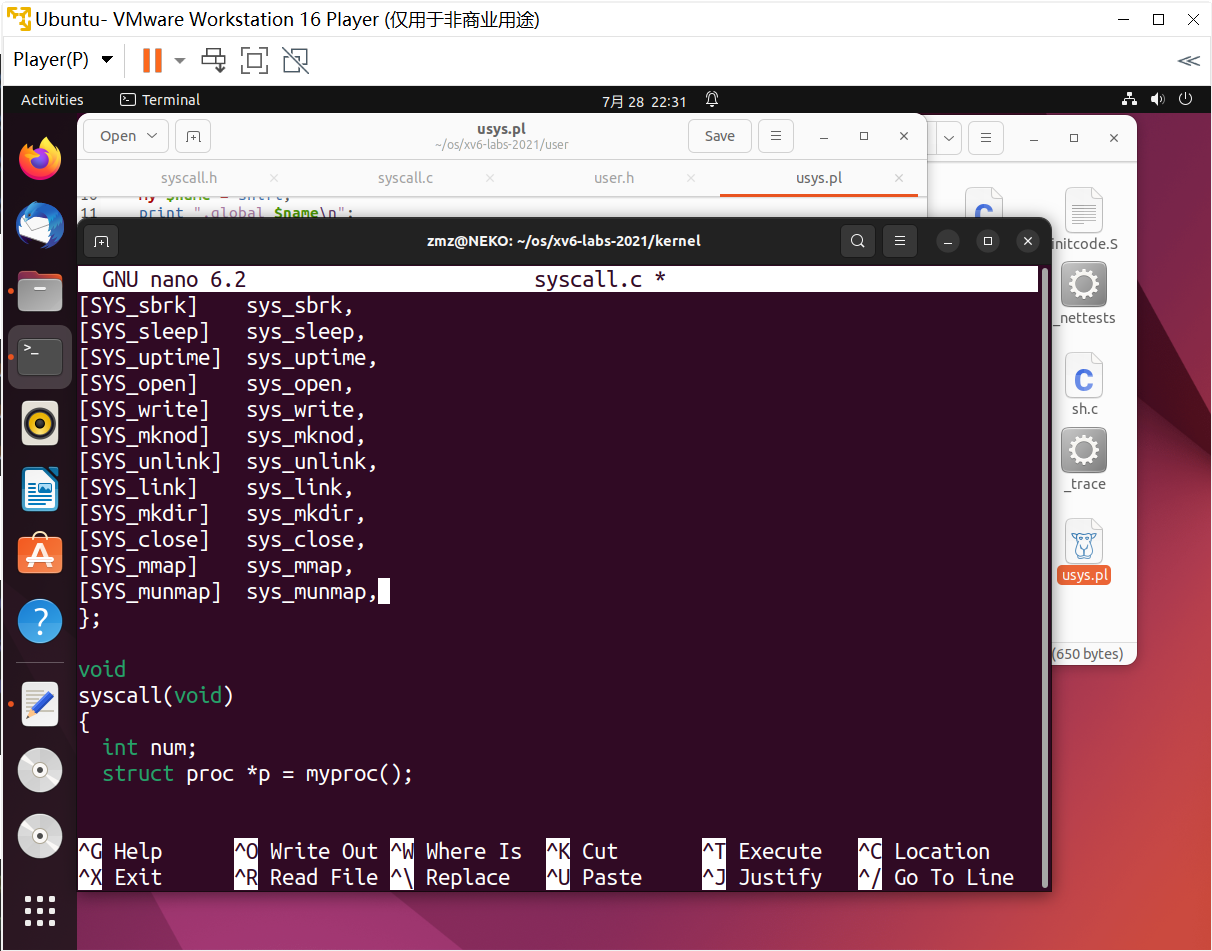 Ubuntu- VMware Workstation 16 Player (仅用于非商业用途)
Player(P)
Activities
Terminal
7月 28 22:31
Open
usys.pl
~/os/xv6-labs-2021/user
Save
syscall.h
syscall.c
user.h
usys.pl
11
print ".global $name\n";
zmz@NEKO: ~/os/xv6-labs-2021/kernel
GNU nano 6.2 syscall.c *
[SYS_sbrk] sys_sbrk,
[SYS_sleep] sys_sleep,
[SYS_uptime] sys_uptime,
[SYS_open] sys_open,
[SYS_write] sys_write,
[SYS_mknod] sys_mknod,
[SYS_unlink] sys_unlink,
[SYS_link] sys_link,
[SYS_mkdir] sys_mkdir,
[SYS_close] sys_close,
[SYS_mmap] sys_mmap,
[SYS_munmap] sys_munmap,
};
void
syscall(void)
{
int num;
struct proc *p = myproc();
^G Help ^O Write Out ^W Where Is ^K Cut ^T Execute ^C Location
^X Exit ^R Read File ^\ Replace ^U Paste ^J Justify ^/ Go To Line
initcode.S
_nettests
sh.c
_trace
usys.pl
(650 bytes)